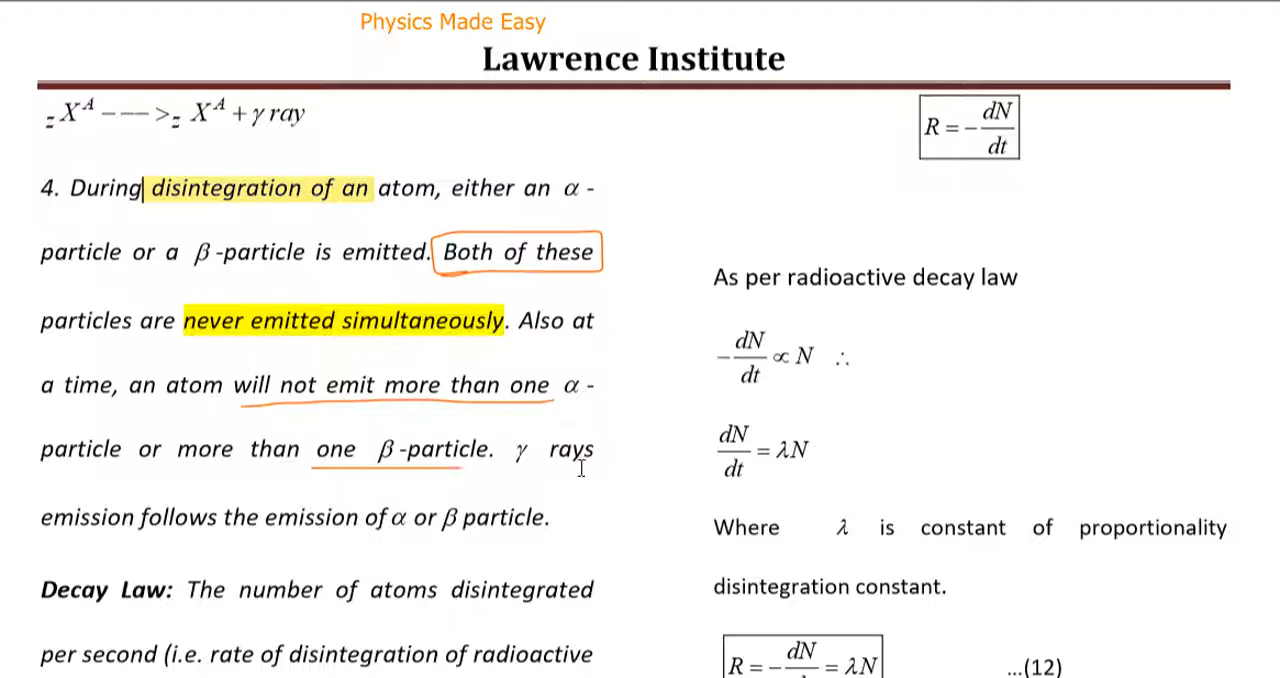 Physics Made Easy
Lawrence Institute
zX^A ---->z X^A + γ ray
4. During disintegration of an atom, either an α -
particle or a β -particle is emitted. Both of these
particles are never emitted simultaneously. Also at
a time, an atom will not emit more than one α -
particle or more than one β -particle. γ rays
emission follows the emission of α or β particle.
Decay Law: The number of atoms disintegrated
per second (i.e. rate of disintegration of radioactive
R = - dN/dt
As per radioactive decay law
- dN/dt ∝ N ∴
dN/dt = λN
Where λ is constant of proportionality
disintegration constant.
R = - dN/d = λN ...(12)